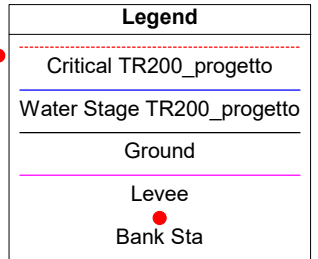 Legend
Critical TR200_progetto
Water Stage TR200_progetto
Ground
Levee
Bank Sta